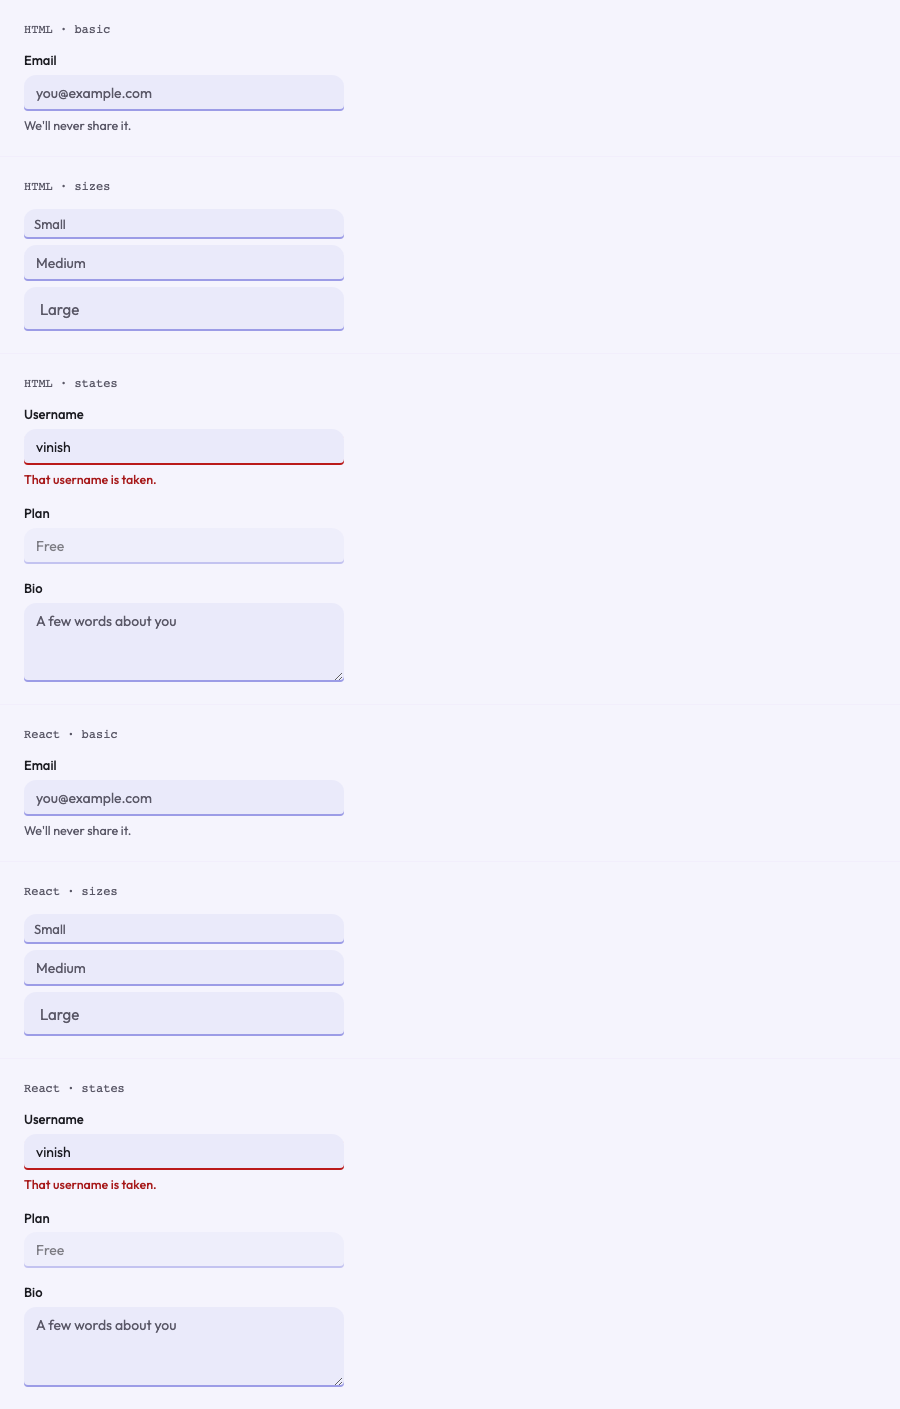 HTML • basic
Email
you@example.com
We'll never share it.
HTML • sizes
Small
Medium
Large
HTML • states
Username
vinish
That username is taken.
Plan
Free
Bio
A few words about you
React • basic
Email
you@example.com
We'll never share it.
React • sizes
Small
Medium
Large
React • states
Username
vinish
That username is taken.
Plan
Free
Bio
A few words about you